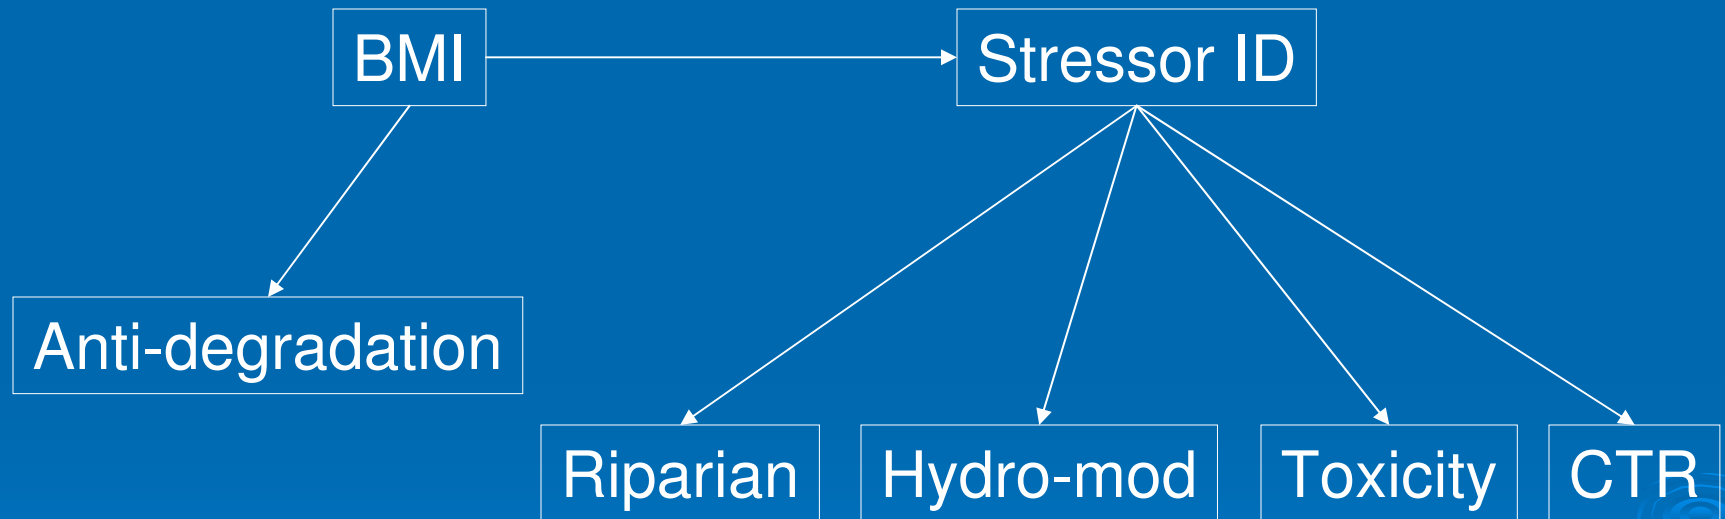 BMI
Stressor ID
Anti-degradation
Riparian
Hydro-mod
Toxicity
CTR